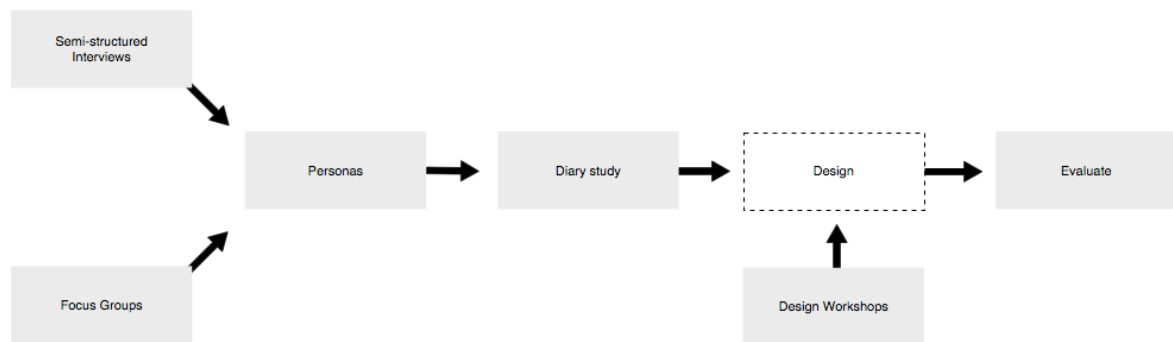 Semi-structured
Interviews
Personas
Diary study
Design
Evaluate
Focus Groups
Design Workshops